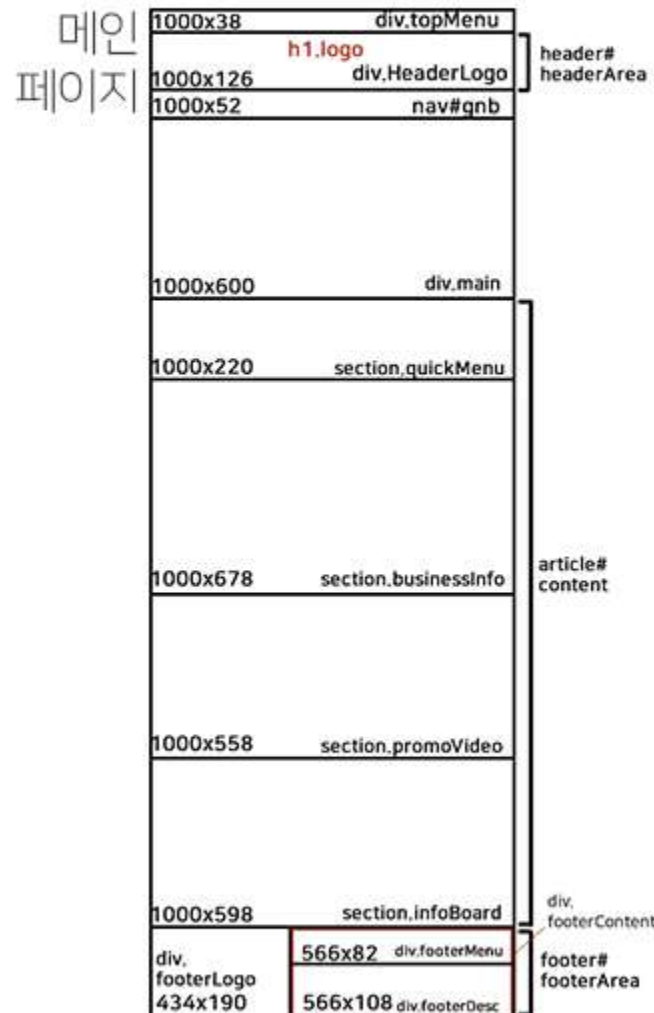 메인
페이지
1000x38 div.topMenu
h1.logo
1000x126 div.HeaderLogo
header#
headerArea
1000x52 nav#gnb
1000x600 div.main
1000x220 section.quickMenu
1000x678 section.businessInfo
article#
content
1000x558 section.promoVideo
1000x598 section.infoBoard
div.
footerContent
div.
footerLogo
434x190
566x82 div.footerMenu
566x108 div.footerDesc
footer#
footerArea